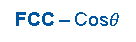 FCC – Cosθ